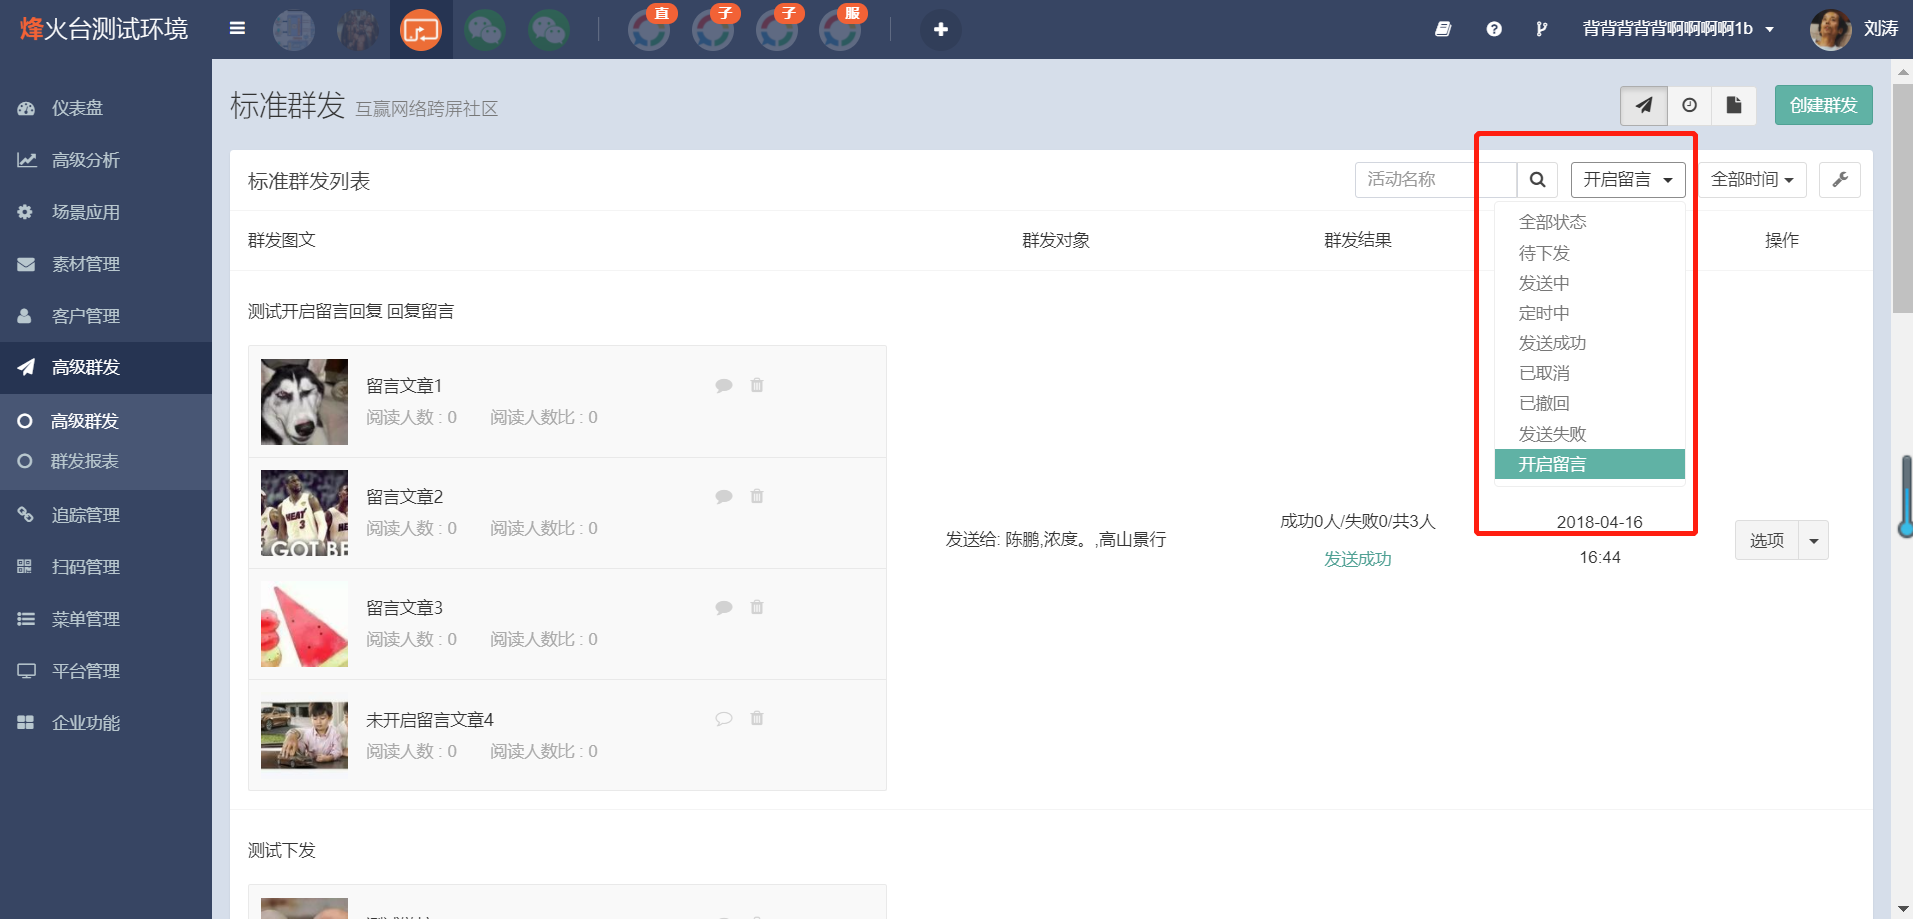 烽火台测试环境
直
子
子
服
背背背背背啊啊啊啊1b
刘涛
仪表盘
高级分析
场景应用
素材管理
客户管理
高级群发
高级群发
群发报表
追踪管理
扫码管理
菜单管理
平台管理
企业功能
标准群发 互赢网络跨屏社区
创建群发
标准群发列表
活动名称
开启留言
全部时间
全部状态
待下发
发送中
定时中
发送成功
已取消
已撤回
发送失败
开启留言
群发图文
群发对象
群发结果
操作
测试开启留言回复 回复留言
留言文章1
阅读人数 : 0 阅读人数比 : 0
留言文章2
阅读人数 : 0 阅读人数比 : 0
HEAT
3
GOT BE
留言文章3
阅读人数 : 0 阅读人数比 : 0
未开启留言文章4
阅读人数 : 0 阅读人数比 : 0
发送给: 陈鹏,浓度。,高山景行
成功0人/失败0/共3人
发送成功
2018-04-16
16:44
选项
测试下发